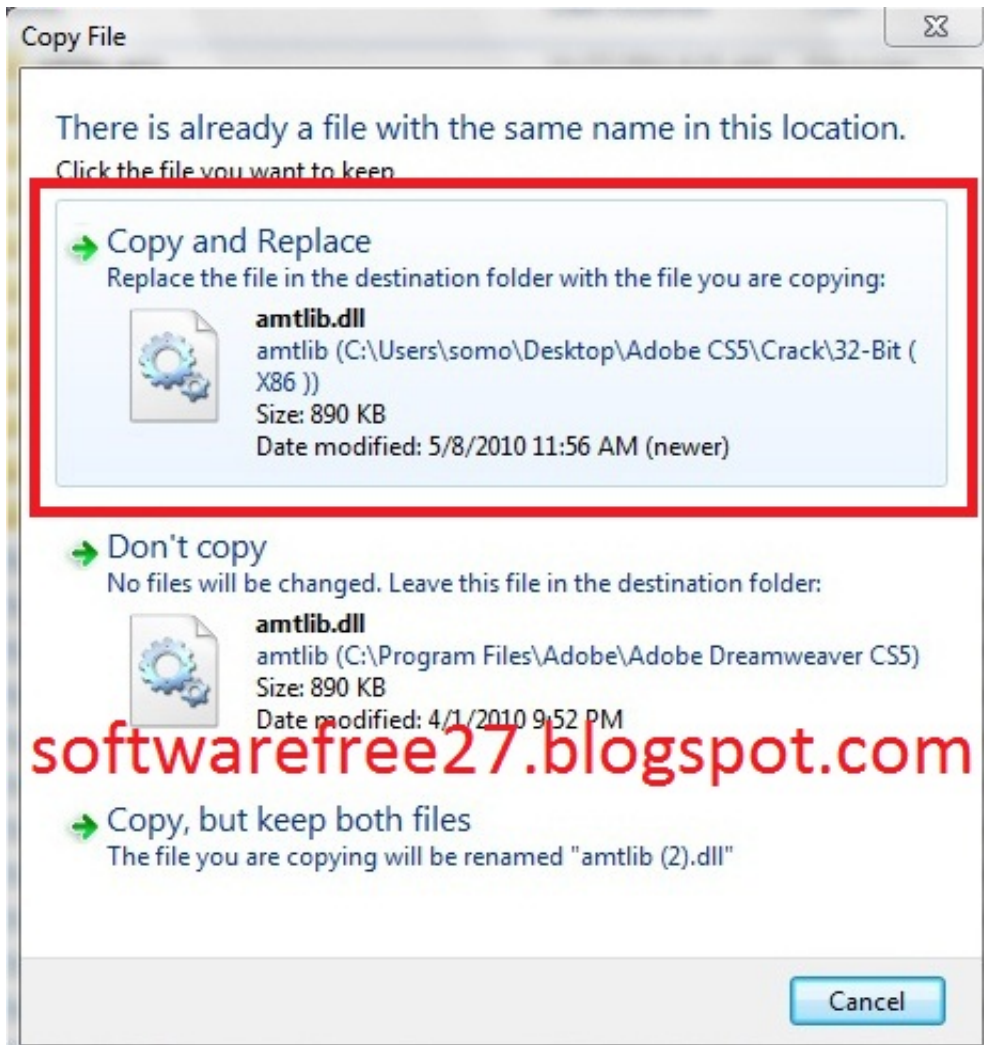 Copy File
There is already a file with the same name in this location.
Click the file you want to keep
Copy and Replace
Replace the file in the destination folder with the file you are copying:
amtlib.dll
amtlib (C:\Users\somo\Desktop\Adobe CS5\Crack\32-Bit (
X86 ))
Size: 890 KB
Date modified: 5/8/2010 11:56 AM (newer)
Don't copy
No files will be changed. Leave this file in the destination folder:
amtlib.dll
amtlib (C:\Program Files\Adobe\Adobe Dreamweaver CS5)
Size: 890 KB
Date modified: 4/1/2010 9:52 PM
softwarefree27.blogspot.com
Copy, but keep both files
The file you are copying will be renamed "amtlib (2).dll"
Cancel